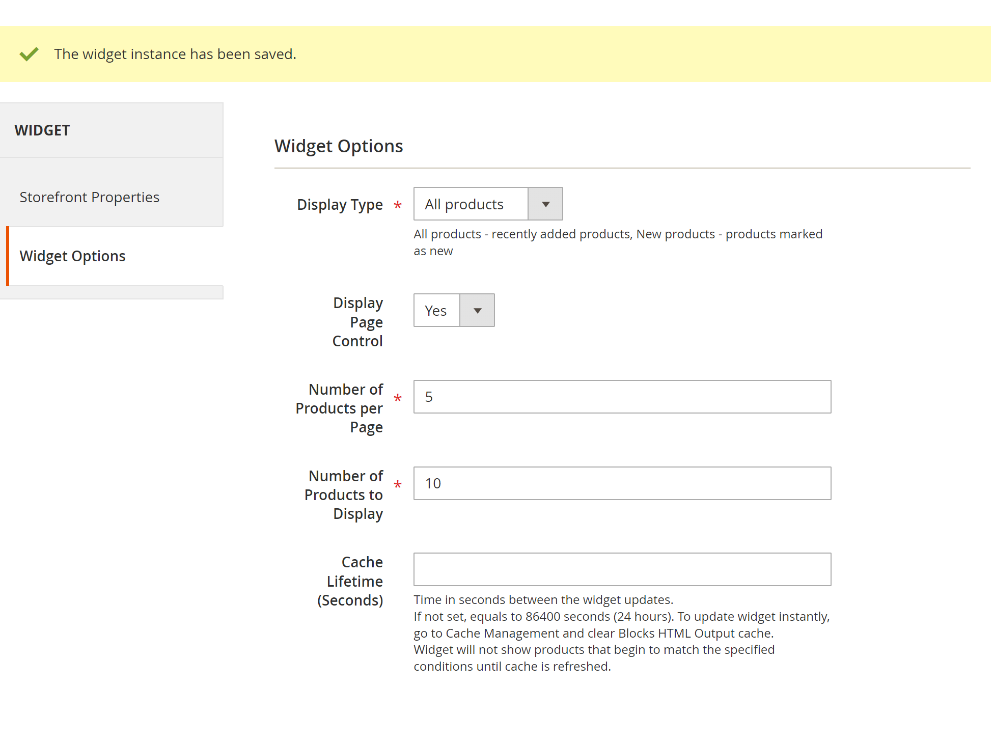 The widget instance has been saved.
WIDGET
Storefront Properties
Widget Options
Widget Options
Display Type *
All products
All products - recently added products, New products - products marked
as new
Display
Page
Control
Yes
Number of
Products per
Page
*
5
Number of
Products to
Display
*
10
Cache
Lifetime
(Seconds)
Time in seconds between the widget updates.
If not set, equals to 86400 seconds (24 hours). To update widget instantly,
go to Cache Management and clear Blocks HTML Output cache.
Widget will not show products that begin to match the specified
conditions until cache is refreshed.